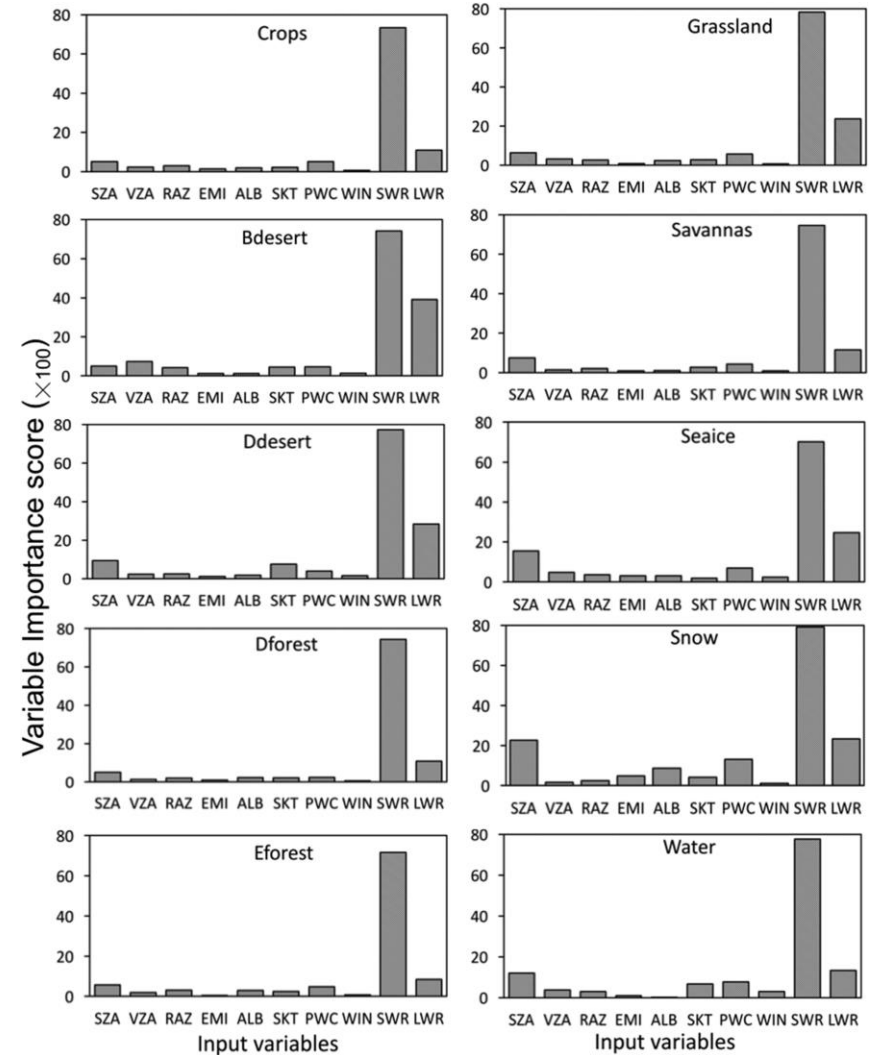 Variable Importance score (×100)
80
60
40
20
0
Crops
SZA VZA RAZ EMI ALB SKT PWC WIN SWR LWR
80
60
40
20
0
Grassland
SZA VZA RAZ EMI ALB SKT PWC WIN SWR LWR
80
60
40
20
0
Bdesert
SZA VZA RAZ EMI ALB SKT PWC WIN SWR LWR
80
60
40
20
0
Savannas
SZA VZA RAZ EMI ALB SKT PWC WIN SWR LWR
80
60
40
20
0
Ddesert
SZA VZA RAZ EMI ALB SKT PWC WIN SWR LWR
80
60
40
20
0
Seaice
SZA VZA RAZ EMI ALB SKT PWC WIN SWR LWR
80
60
40
20
0
Dforest
SZA VZA RAZ EMI ALB SKT PWC WIN SWR LWR
80
60
40
20
0
Snow
SZA VZA RAZ EMI ALB SKT PWC WIN SWR LWR
80
60
40
20
0
Eforest
SZA VZA RAZ EMI ALB SKT PWC WIN SWR LWR
Input variables
80
60
40
20
0
Water
SZA VZA RAZ EMI ALB SKT PWC WIN SWR LWR
Input variables